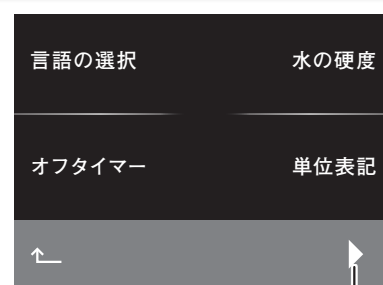 言語の選択
水の硬度
オフタイマー
単位表記